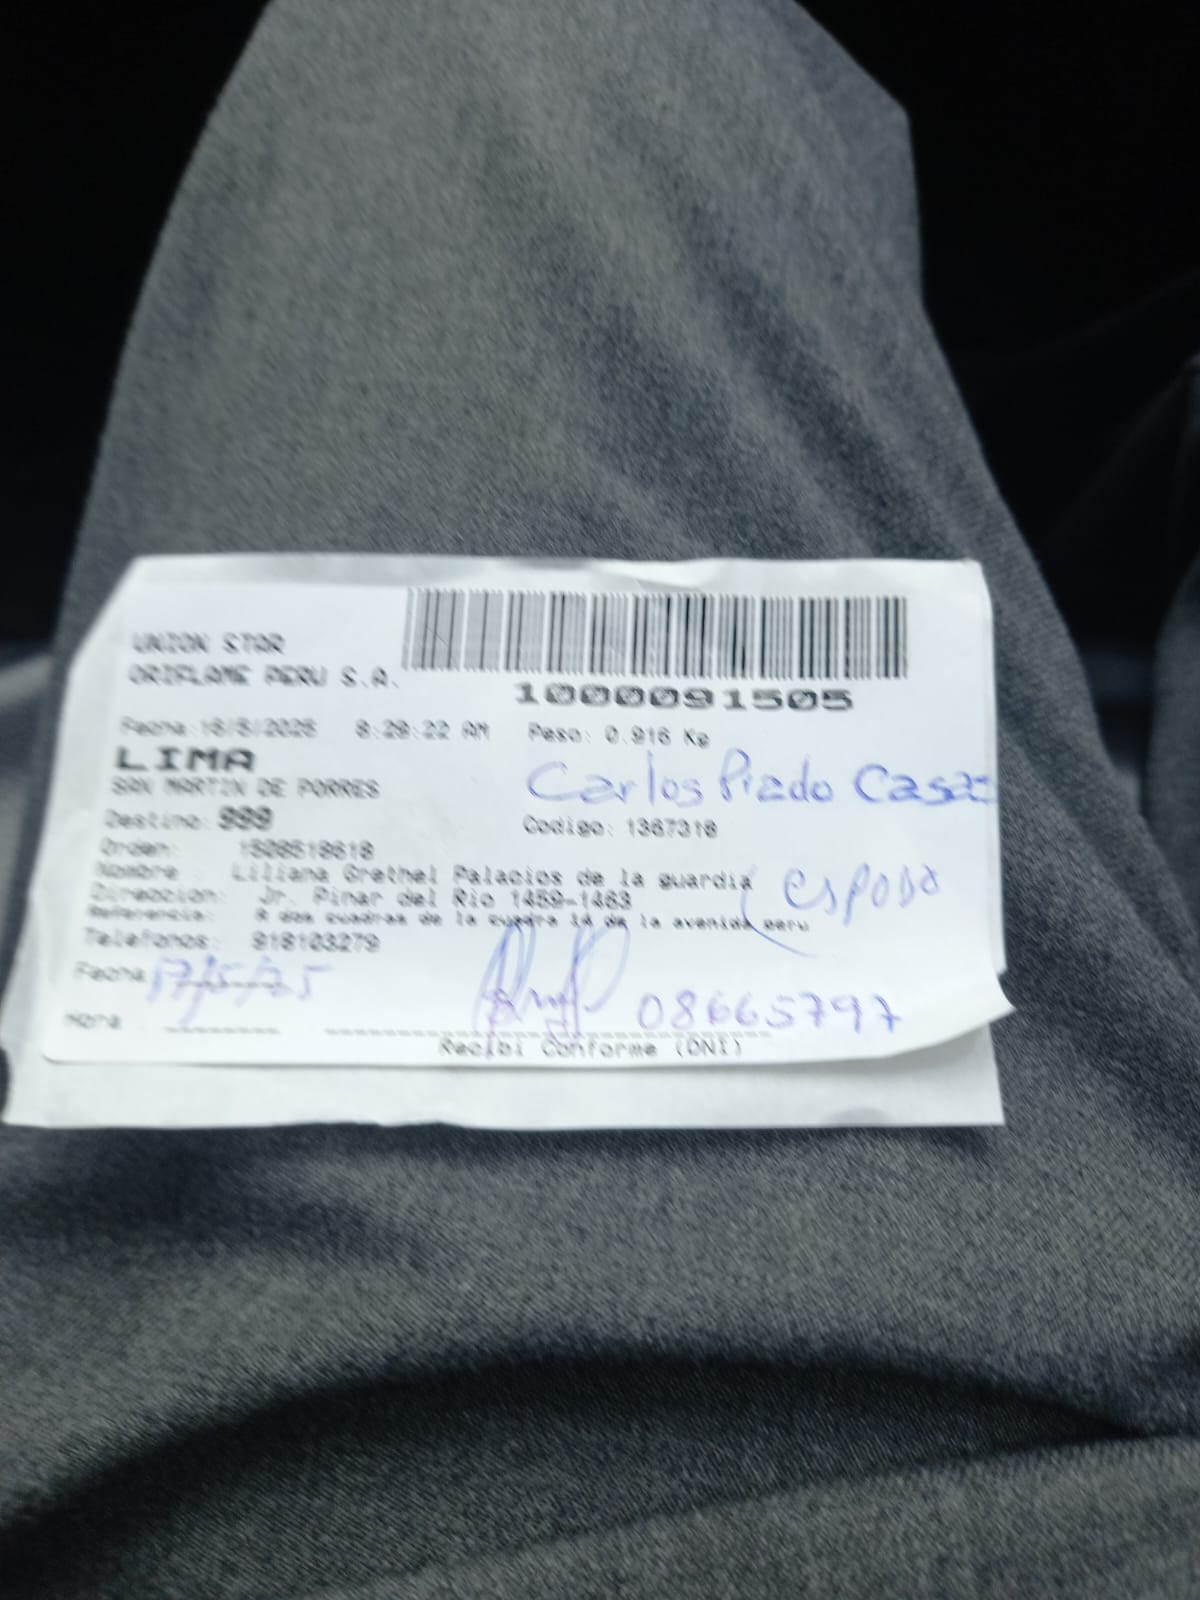 UNION STAR
ORIFLAME PERU S.A.
1000091505
Fecha:16/5/2025 8:29:22 AM Peso: 0.916 Kg
LIMA
Carlos Prado Casas
SAN MARTIN DE PORRES
Destino: 999
Codigo: 1367318
Orden: 1508518618
Nombre : Liliana Grethel Palacios de la guardia
(esposo
Direccion: Jr. Pinar del Rio 1459-1463
Referencia: A dos cuadras de la cuadra 14 de la avenida peru
Telefonos: 918103279
Fecha 17/5/25
08665797
Hora
Recibi Conforme (DNI)